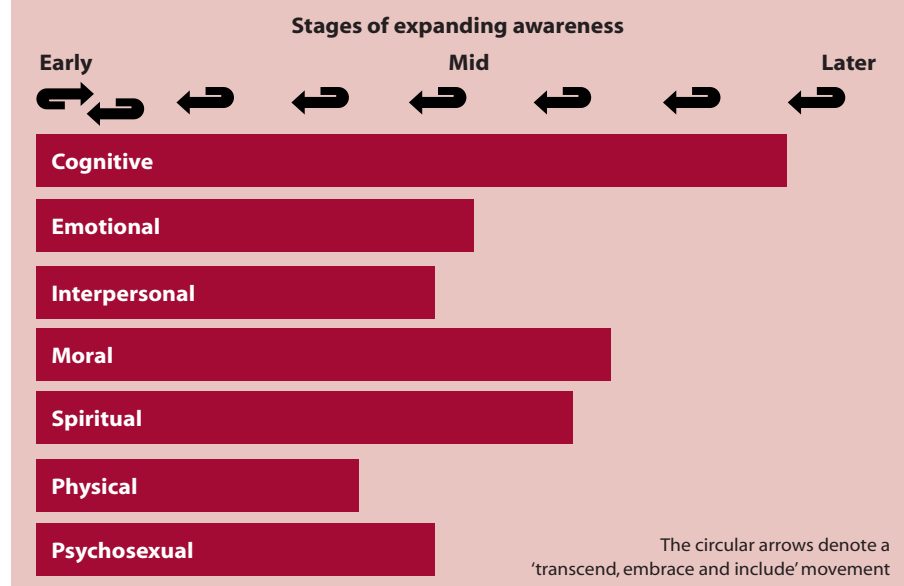 Stages of expanding awareness
Early Mid Later
Cognitive
Emotional
Interpersonal
Moral
Spiritual
Physical
Psychosexual
The circular arrows denote a
‘transcend, embrace and include’ movement